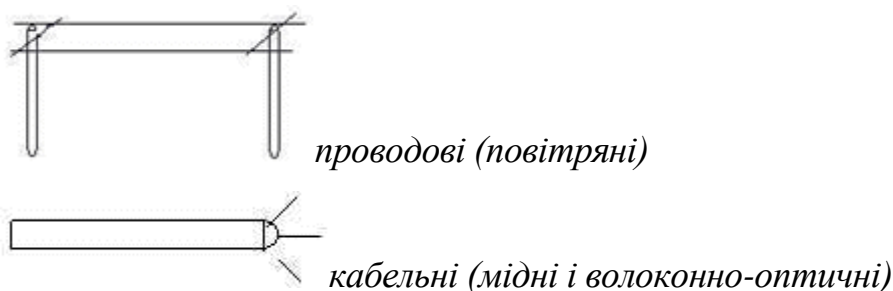 проводові (повітряні)
кабельні (мідні і волоконно-оптичні)